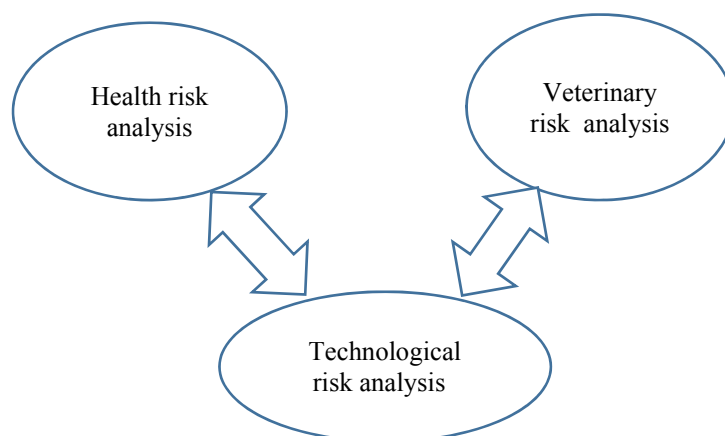 Health risk
analysis
Veterinary
risk analysis
Technological
risk analysis